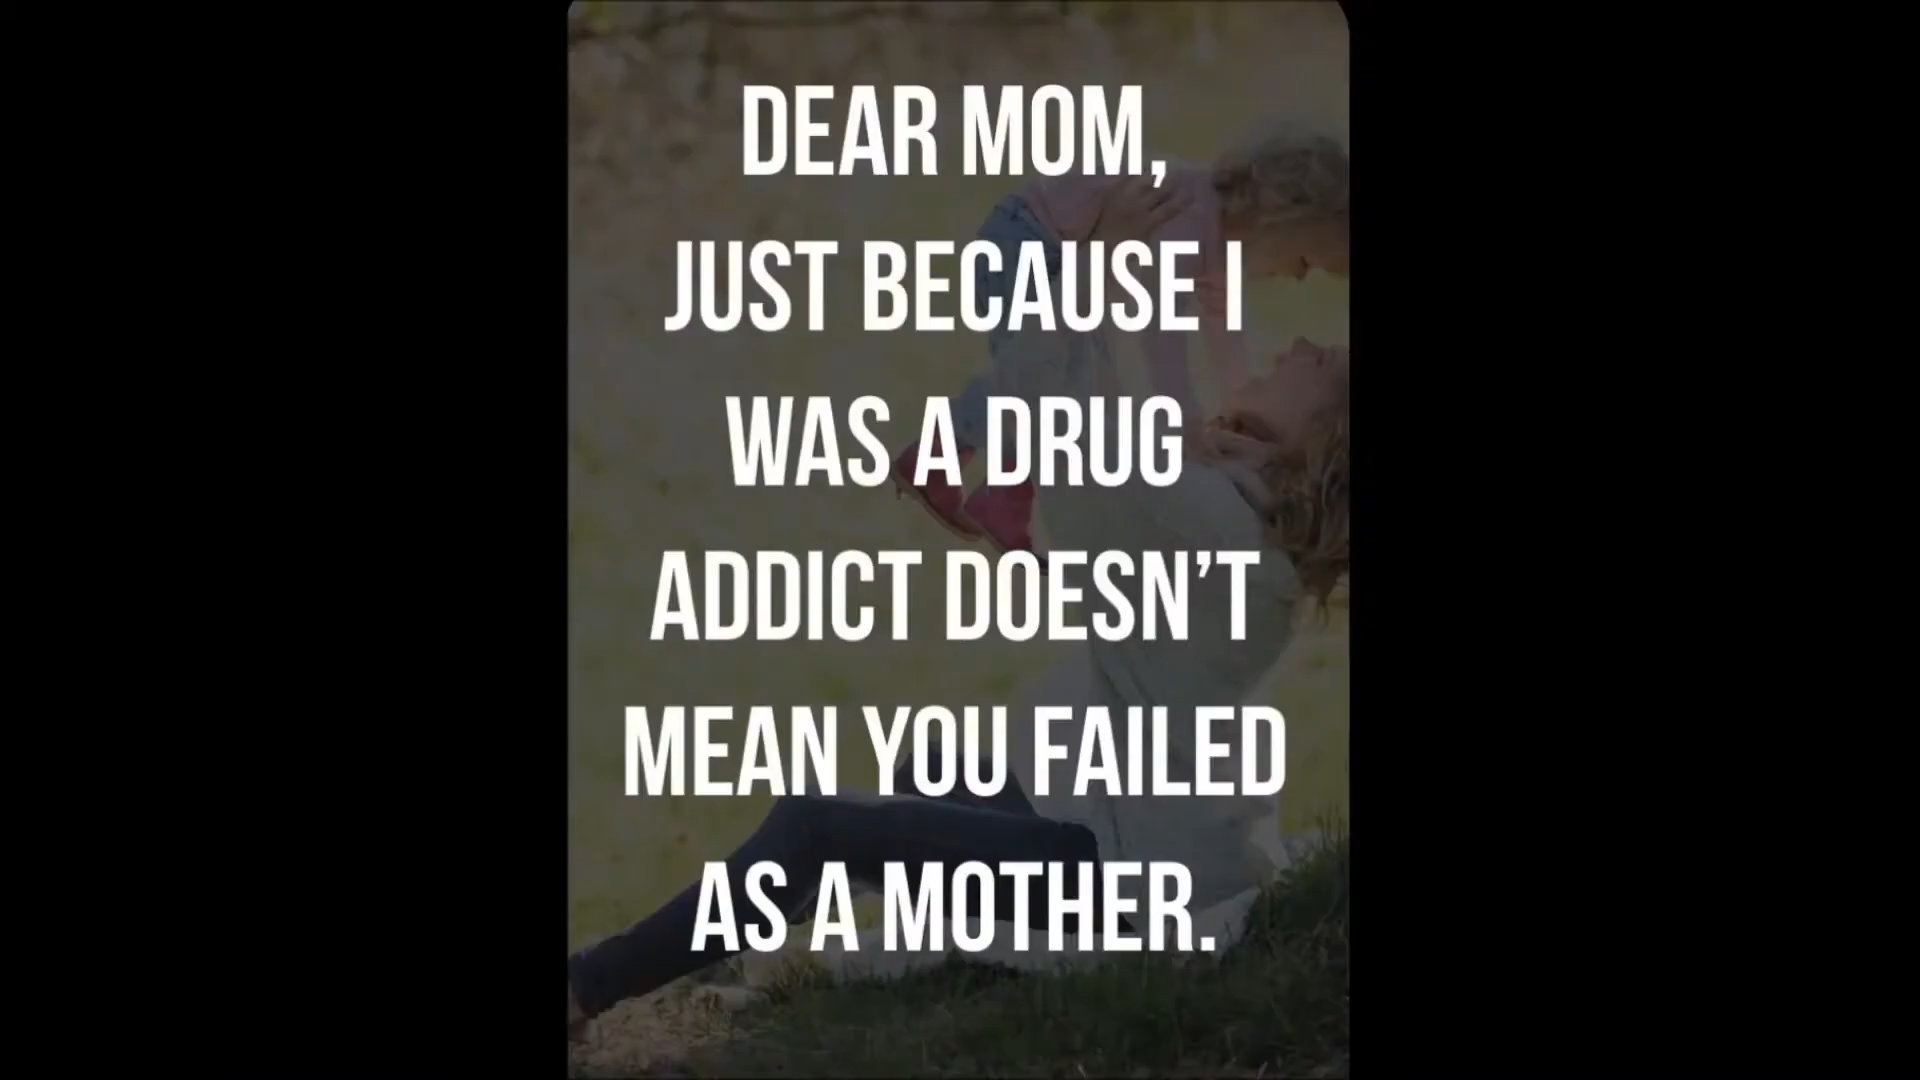 DEAR MOM,
JUST BECAUSE I
WAS A DRUG
ADDICT DOESN’T
MEAN YOU FAILED
AS A MOTHER.